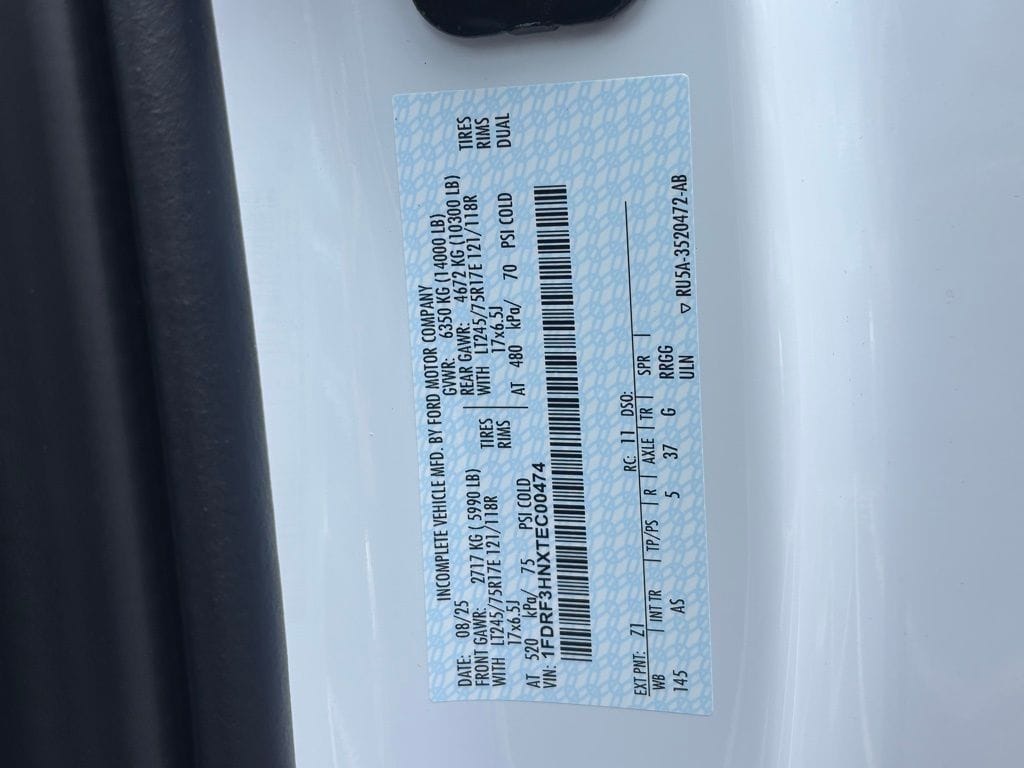 INCOMPLETE VEHICLE MFD. BY FORD MOTOR COMPANY
DATE: 08/25 GVWR: 6350 KG (14000 LB)
FRONT GAWR: 2717 KG ( 5990 LB) REAR GAWR: 4672 KG (10300 LB)
WITH LT245/75R17E 121/118R TIRES WITH LT245/75R17E 121/118R TIRES
17x6.5J RIMS 17x6.5J RIMS
AT 520 kPa/ 75 PSI COLD AT 480 kPa/ 70 PSI COLD DUAL
VIN: 1FDRF3HNXTEC00474
EXT PNT: Z1 RC: 11 DSO:
WB | INT TR | TP/PS | R | AXLE | TR | SPR |
145 AS 5 37 G RRGG
ULN ▽ RU5A-3520472-AB